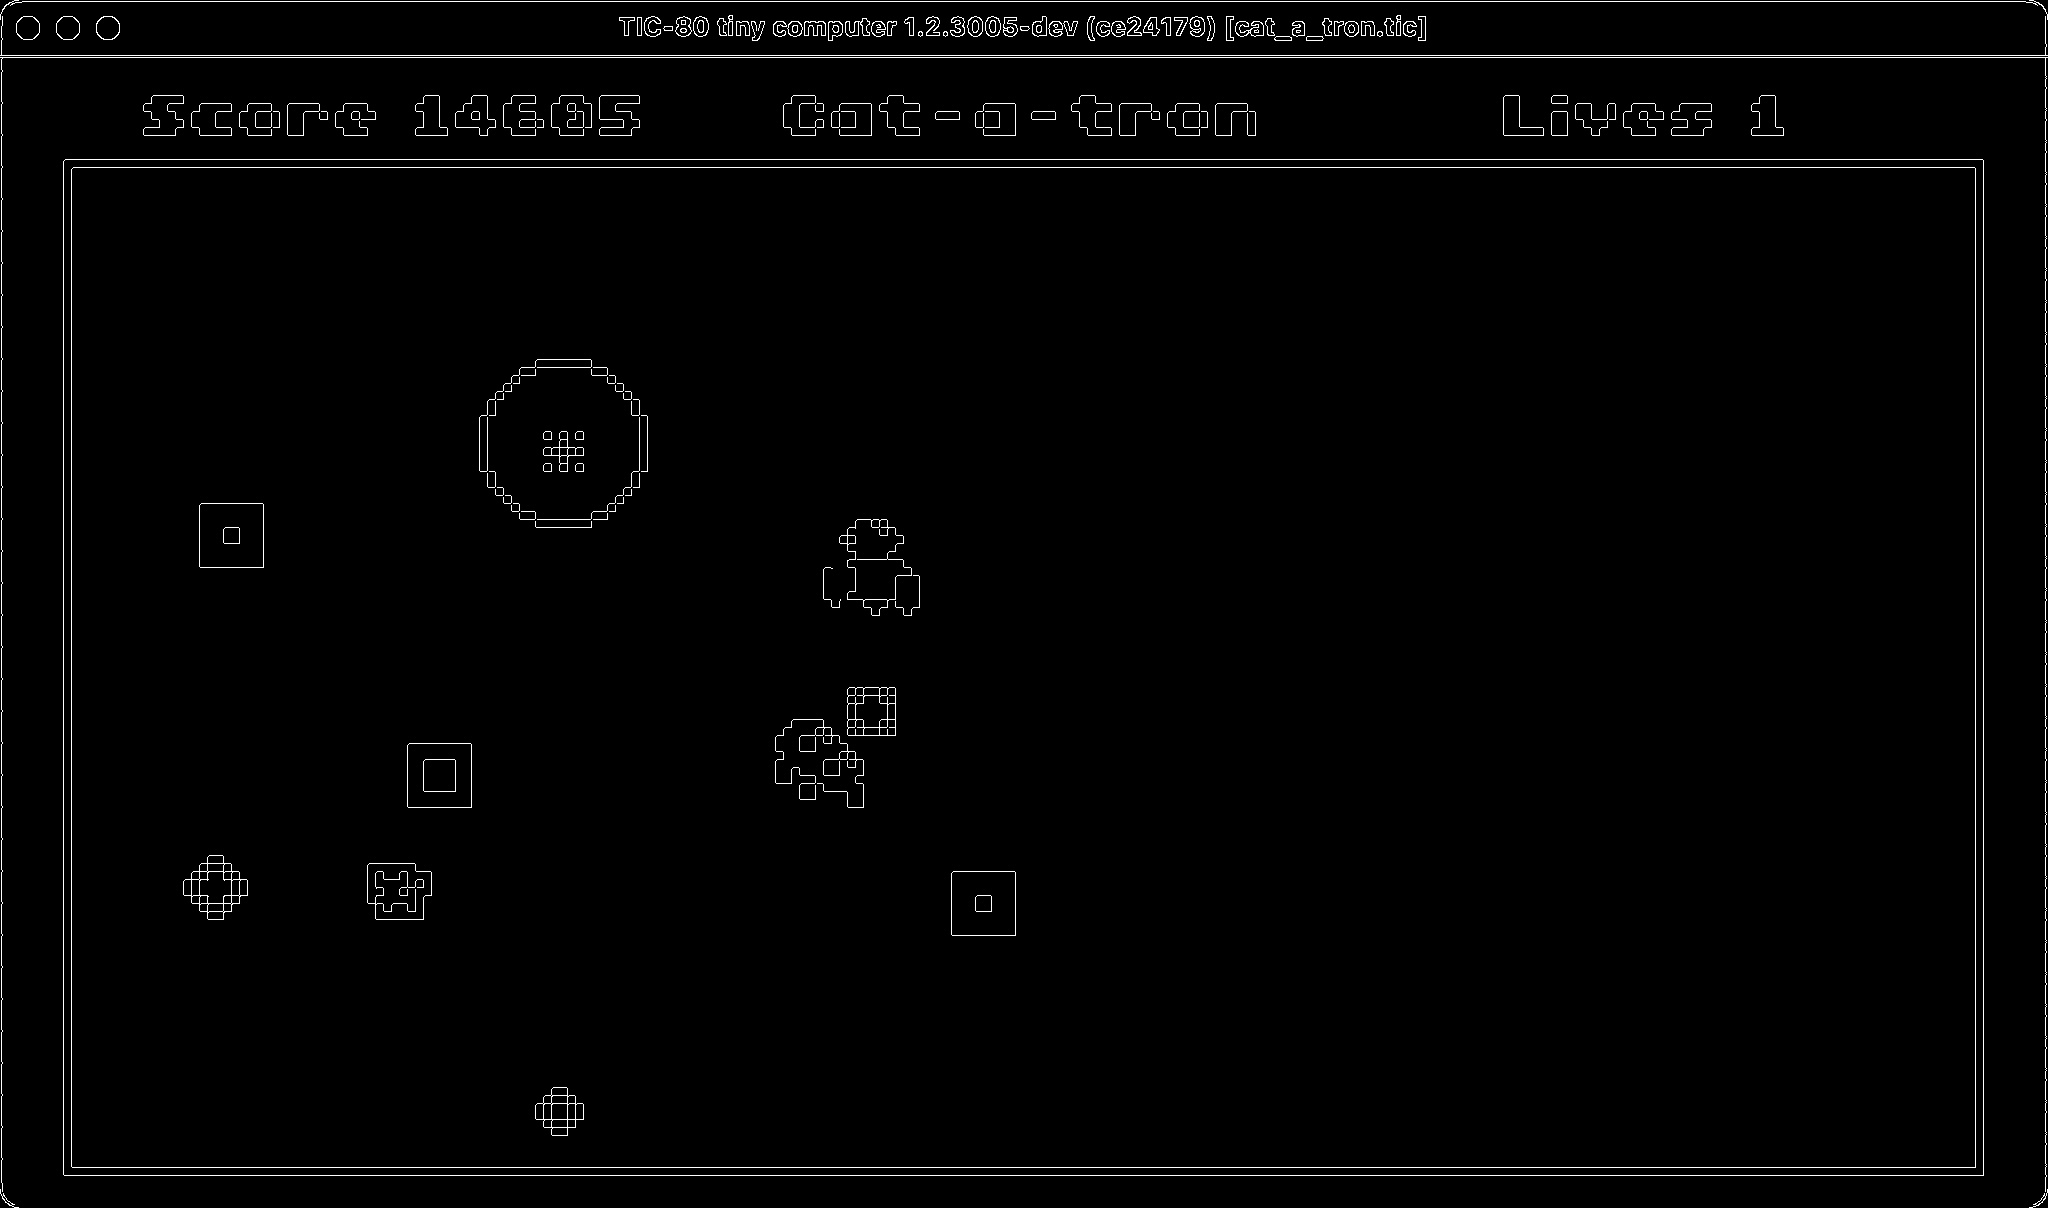 TIC-80 tiny computer 1.2.3005-dev (ce24179) [cat_a_tron.tic]
Score 14605 Cat-a-tron Lives 1